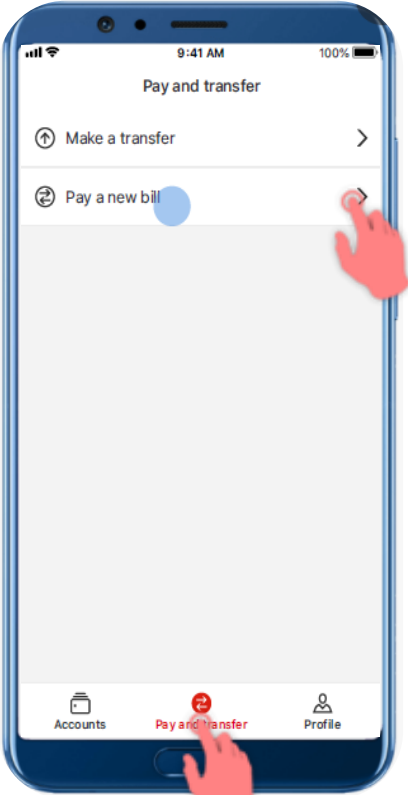 9:41 AM
100%
Pay and transfer
Make a transfer
Pay a new bill
Accounts
Pay and transfer
Profile